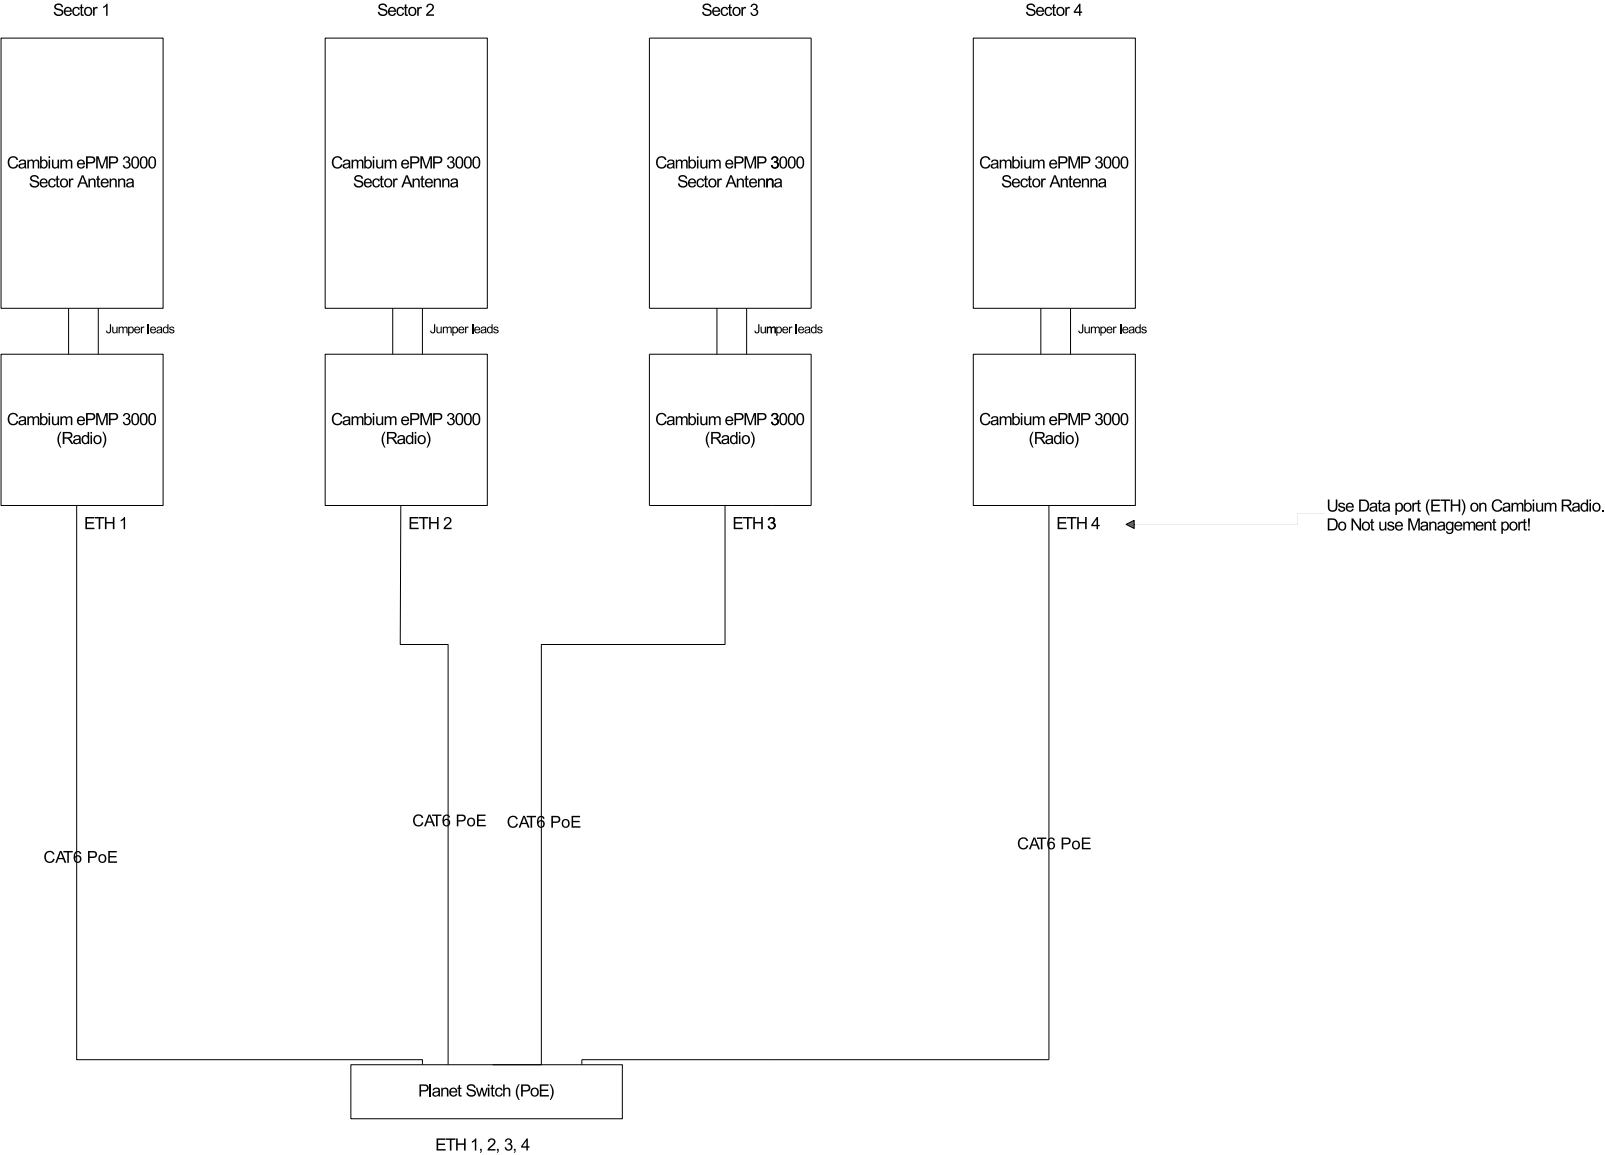 Sector 1
Sector 2
Sector 3
Sector 4
Cambium ePMP 3000
Sector Antenna
Cambium ePMP 3000
Sector Antenna
Cambium ePMP 3000
Sector Antenna
Cambium ePMP 3000
Sector Antenna
Jumper leads
Jumper leads
Jumper leads
Jumper leads
Cambium ePMP 3000
(Radio)
Cambium ePMP 3000
(Radio)
Cambium ePMP 3000
(Radio)
Cambium ePMP 3000
(Radio)
ETH 1
ETH 2
ETH 3
ETH 4
Use Data port (ETH) on Cambium Radio.
Do Not use Management port!
CAT6 PoE
CAT6 PoE
CAT6 PoE
CAT6 PoE
Planet Switch (PoE)
ETH 1, 2, 3, 4